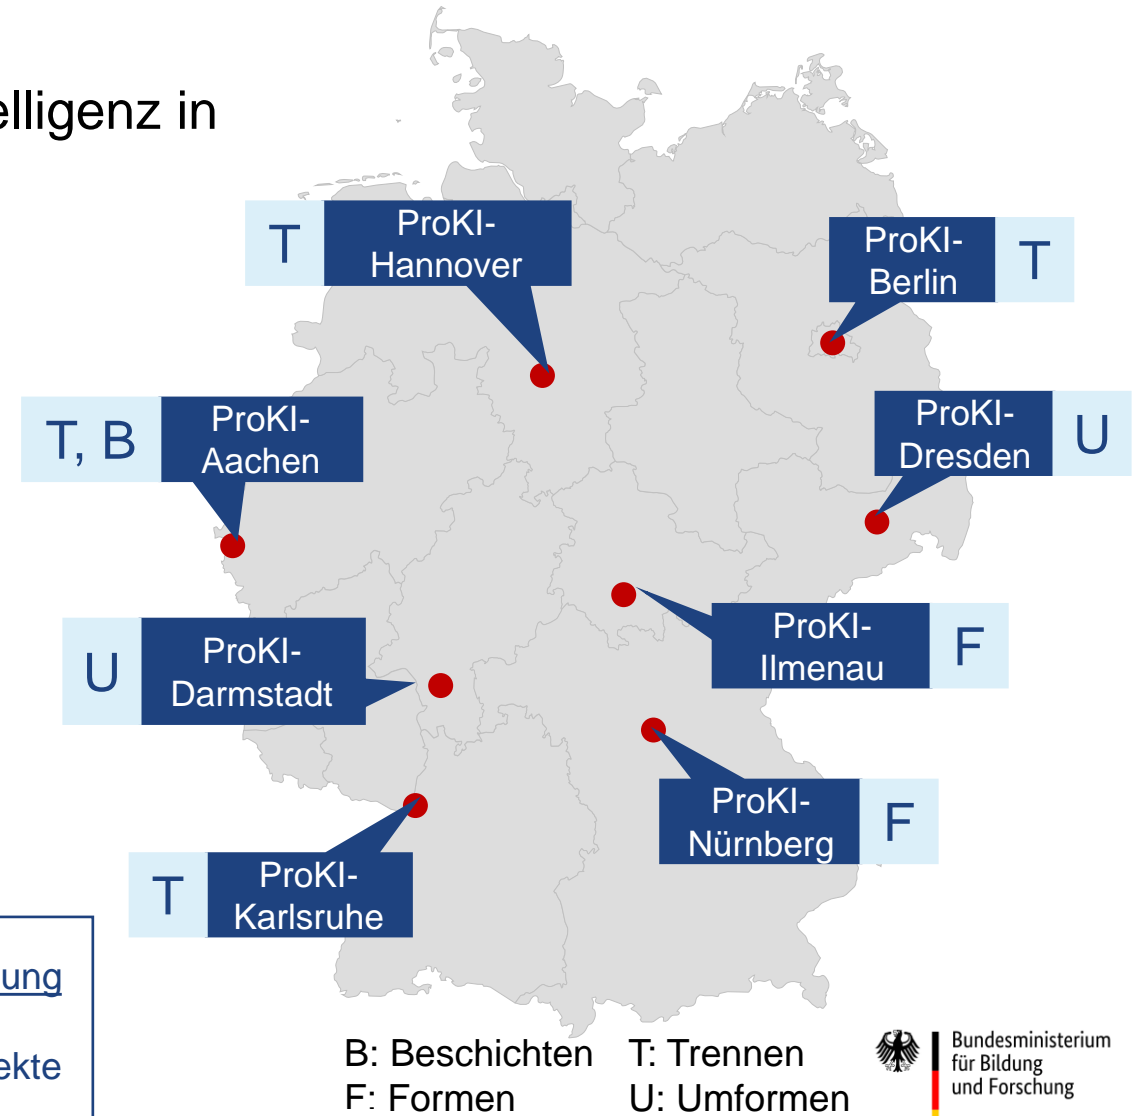 elligenz in
T
ProKI-
Hannover
ProKI-
Berlin
T
T, B
ProKI-
Aachen
ProKI-
Dresden
U
U
ProKI-
Darmstadt
ProKI-
Ilmenau
F
ProKI-
Nürnberg
F
T
ProKI-
Karlsruhe
ung
ekte
B: Beschichten
T: Trennen
F: Formen
U: Umformen
Bundesministerium
für Bildung
und Forschung